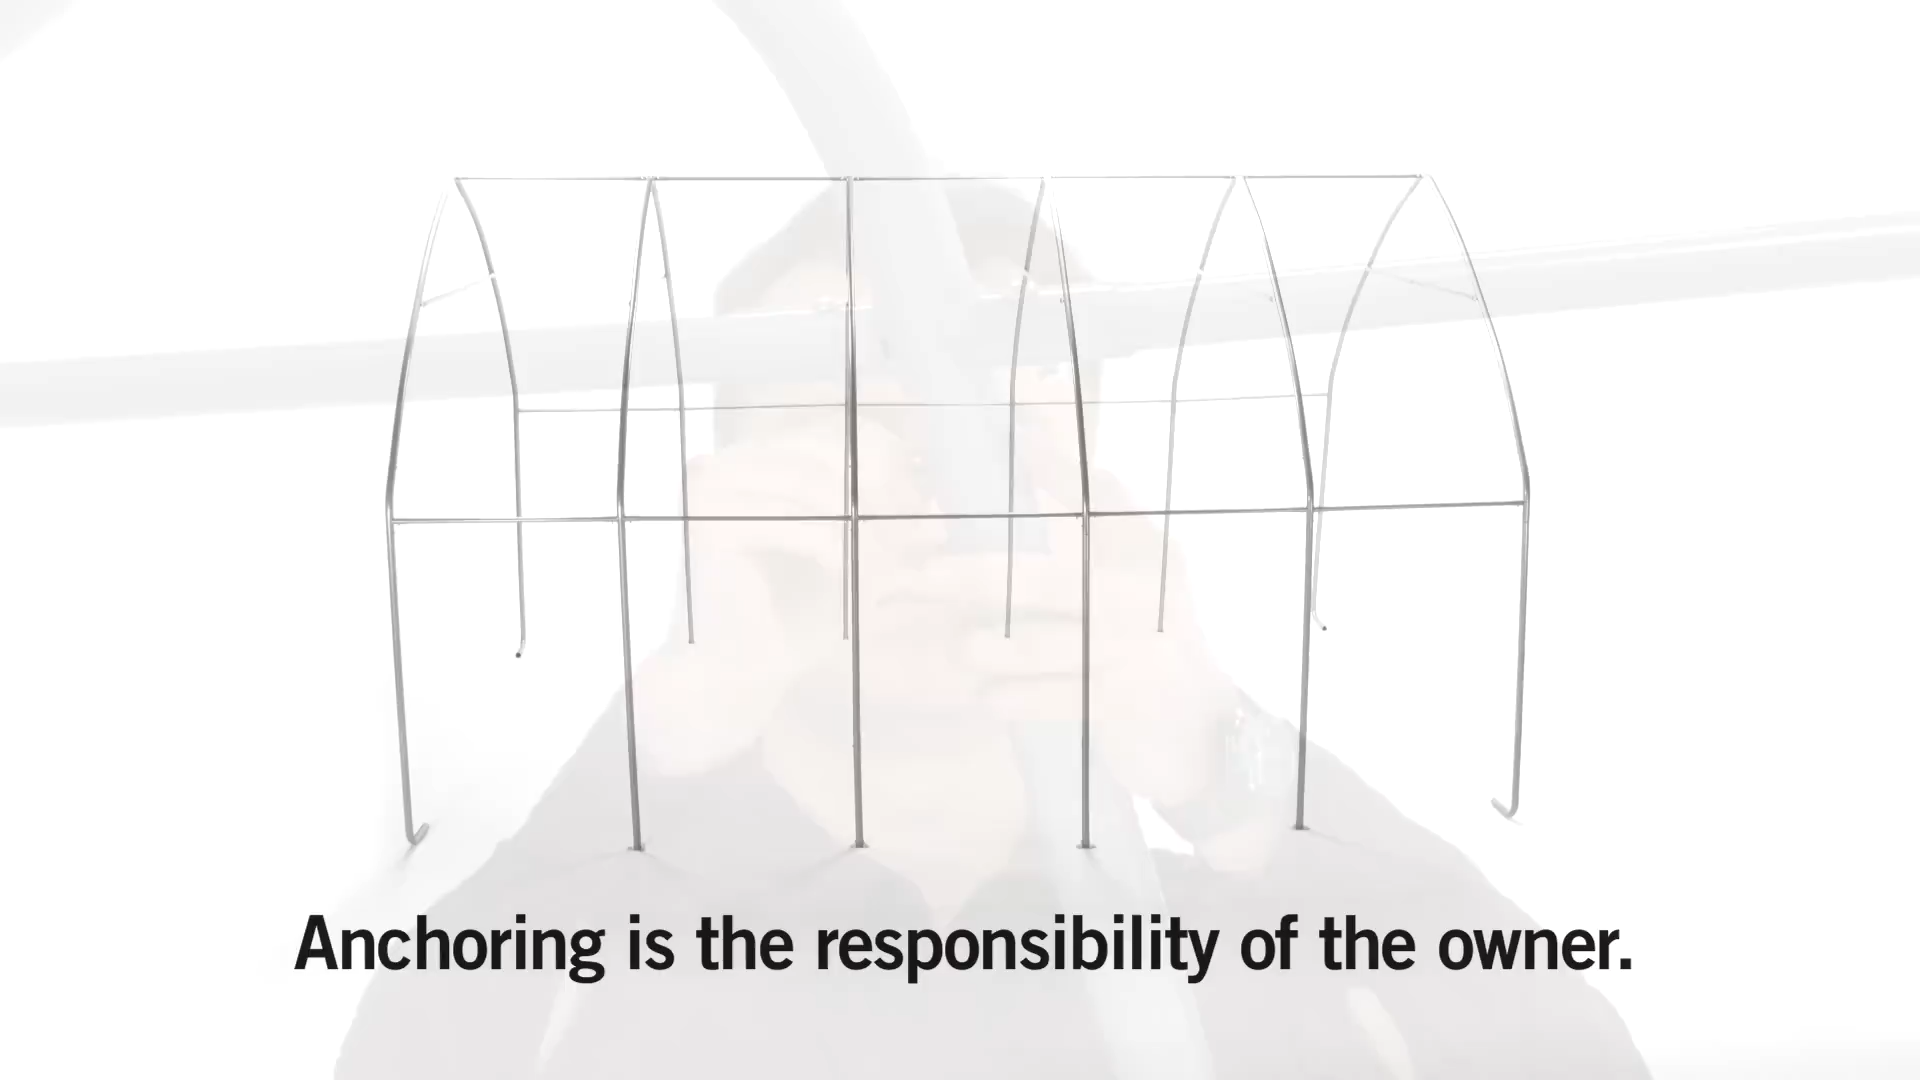 Anchoring is the responsibility of the owner.